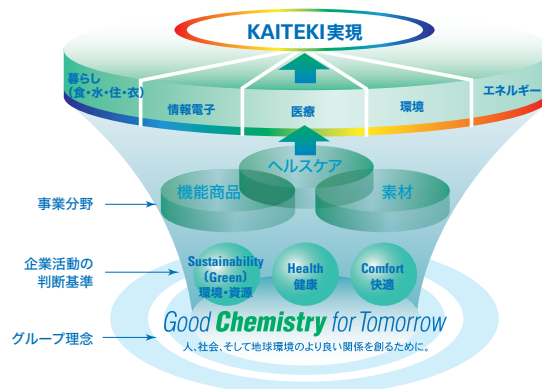 KAITEKI実現
暮らし
(食・水・住・衣)
情報電子
医療
環境
エネルギー
ヘルスケア
機能商品
素材
事業分野
企業活動の
判断基準
Sustainability
(Green)
環境・資源
Health
健康
Comfort
快適
グループ理念
Good Chemistry for Tomorrow
人、社会、そして地球環境のより良い関係を創るために。